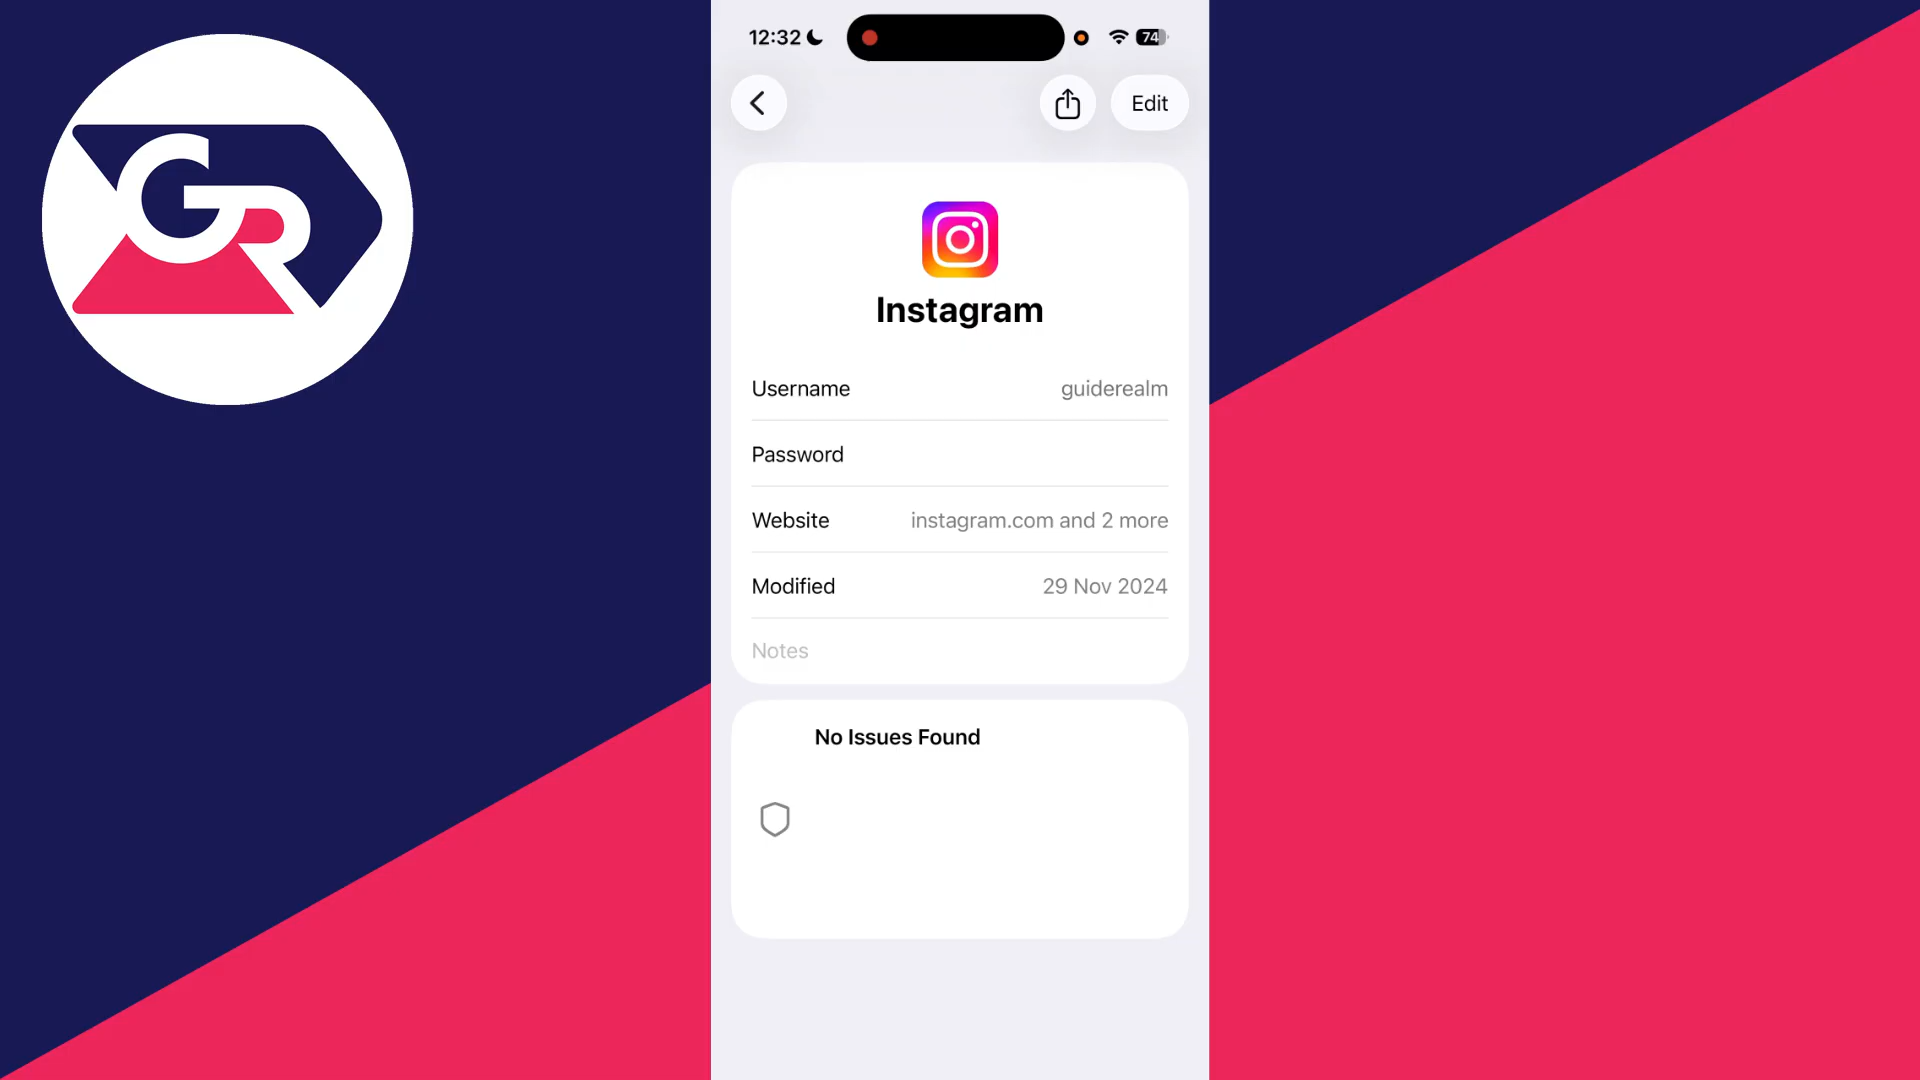 GR
12:32
74
Edit
Instagram
Username guiderealm
Password
Website instagram.com and 2 more
Modified 29 Nov 2024
Notes
No Issues Found